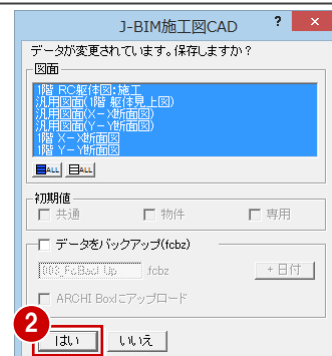 J-BIM施工図CAD
? ×
データが変更されています。保存しますか?
図面
1階 RC躯体図:施工
汎用図面(1階 躯体見上図)
汎用図面(X-X断面図)
汎用図面(Y-Y断面図)
1階 X-X断面図
1階 Y-Y断面図
ALL ALL
初期値
共通 物件 専用
データをバックアップ(fcbz)
.fcbz +日付
ARCHI Boxにアップロード
2
はい いいえ